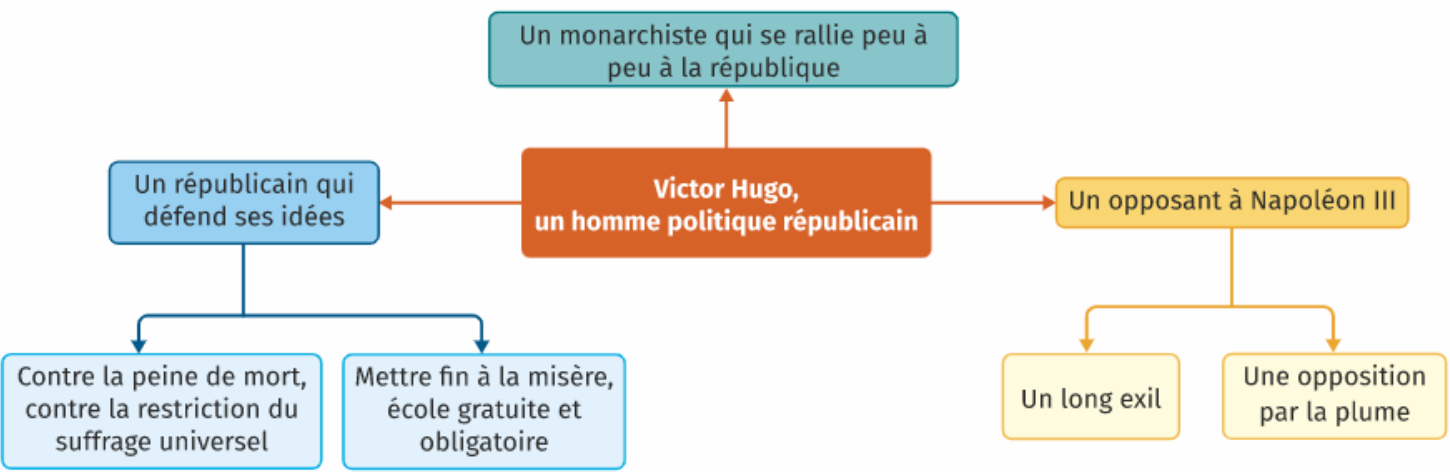 Un monarchiste qui se rallie peu à
peu à la république
Victor Hugo,
un homme politique républicain
Un républicain qui
défend ses idées
Un opposant à Napoléon III
Contre la peine de mort,
contre la restriction du
suffrage universel
Mettre fin à la misère,
école gratuite et
obligatoire
Un long exil
Une opposition
par la plume